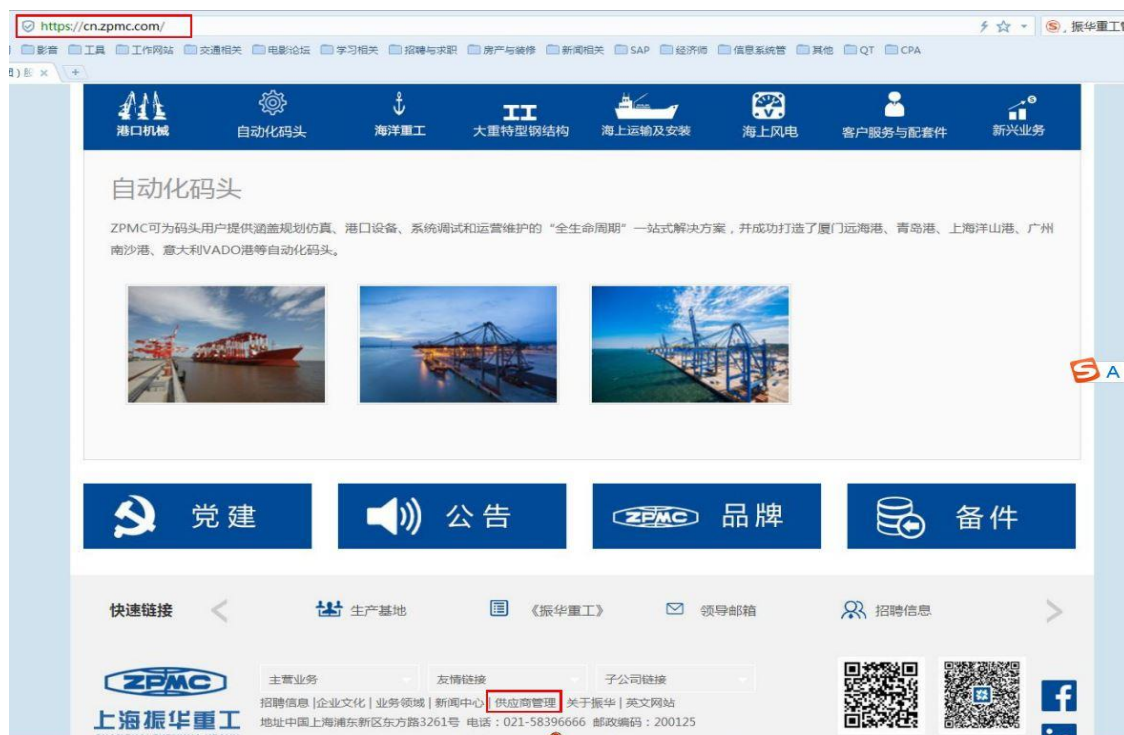 https://cn.zpmc.com/
振华重工
影音 工具 工作网站 交通相关 电影论坛 学习相关 招聘与求职 房产与装修 新闻相关 SAP 经济师 信息系统管 其他 QT CPA
港口机械 自动化码头 海洋重工 大重特型钢结构 海上运输及安装 海上风电 客户服务与配套件 新兴业务
自动化码头
ZPMC可为码头用户提供涵盖规划仿真、港口设备、系统调试和运营维护的“全生命周期”一站式解决方案，并成功打造了厦门远海港、青岛港、上海洋山港、广州
南沙港、意大利VADO港等自动化码头。
A
党建 公告 ZPMC 品牌 备件
快速链接 生产基地 《振华重工》 领导邮箱 招聘信息
ZPMC 主营业务 友情链接 子公司链接
招聘信息 |企业文化 | 业务领域 | 新闻中心 | 供应商管理 关于振华 | 英文网站
上海振华重工 地址中国上海浦东新区东方路3261号 电话：021-58396666 邮政编码：200125